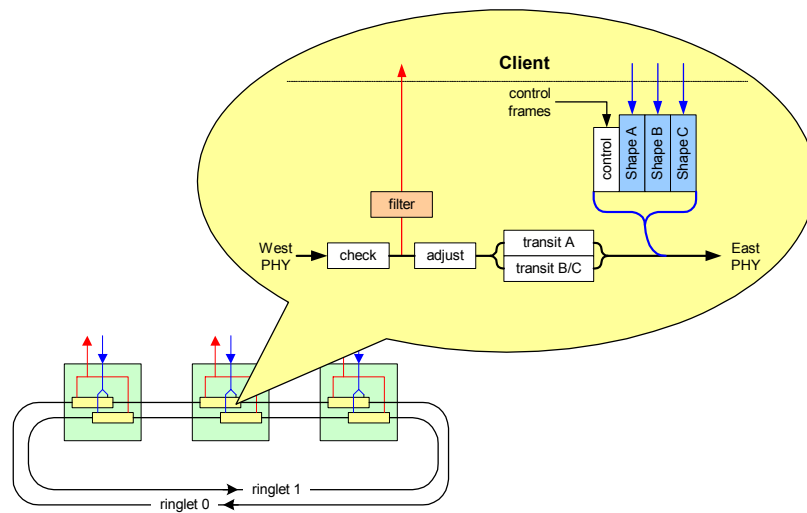 Client
control
frames
control
Shape A
Shape B
Shape C
filter
West
PHY
check
adjust
transit A
transit B/C
East
PHY
ringlet 1
ringlet 0